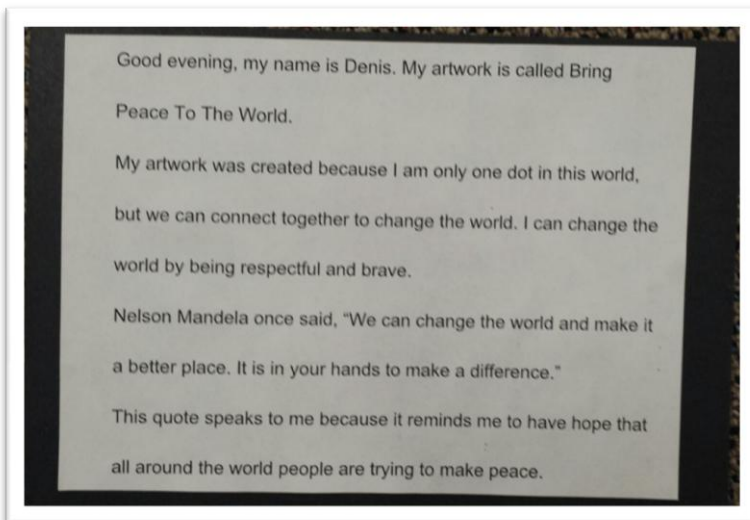 Good evening, my name is Denis. My artwork is called Bring
Peace To The World.
My artwork was created because I am only one dot in this world,
but we can connect together to change the world. I can change the
world by being respectful and brave.
Nelson Mandela once said, “We can change the world and make it
a better place. It is in your hands to make a difference.”
This quote speaks to me because it reminds me to have hope that
all around the world people are trying to make peace.